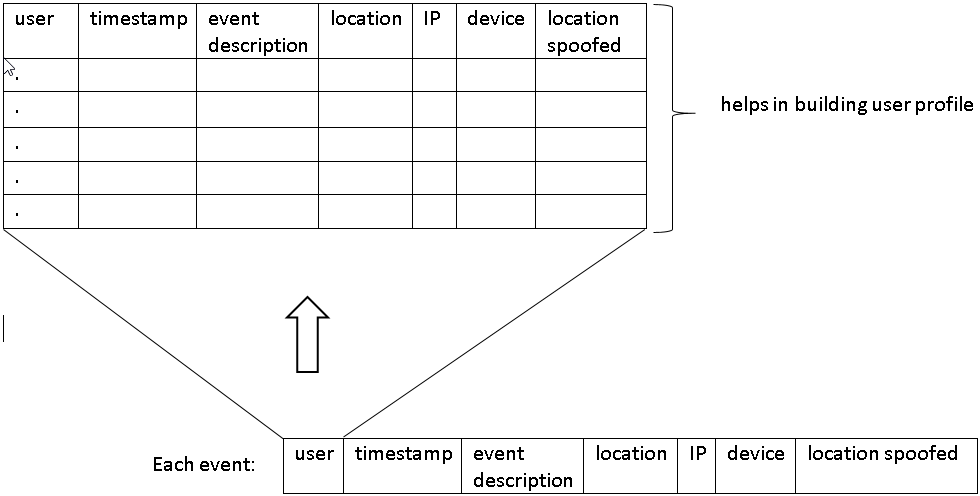 user timestamp event description location IP device location spoofed
.
.
.
.
.
helps in building user profile
Each event: user timestamp event description location IP device location spoofed